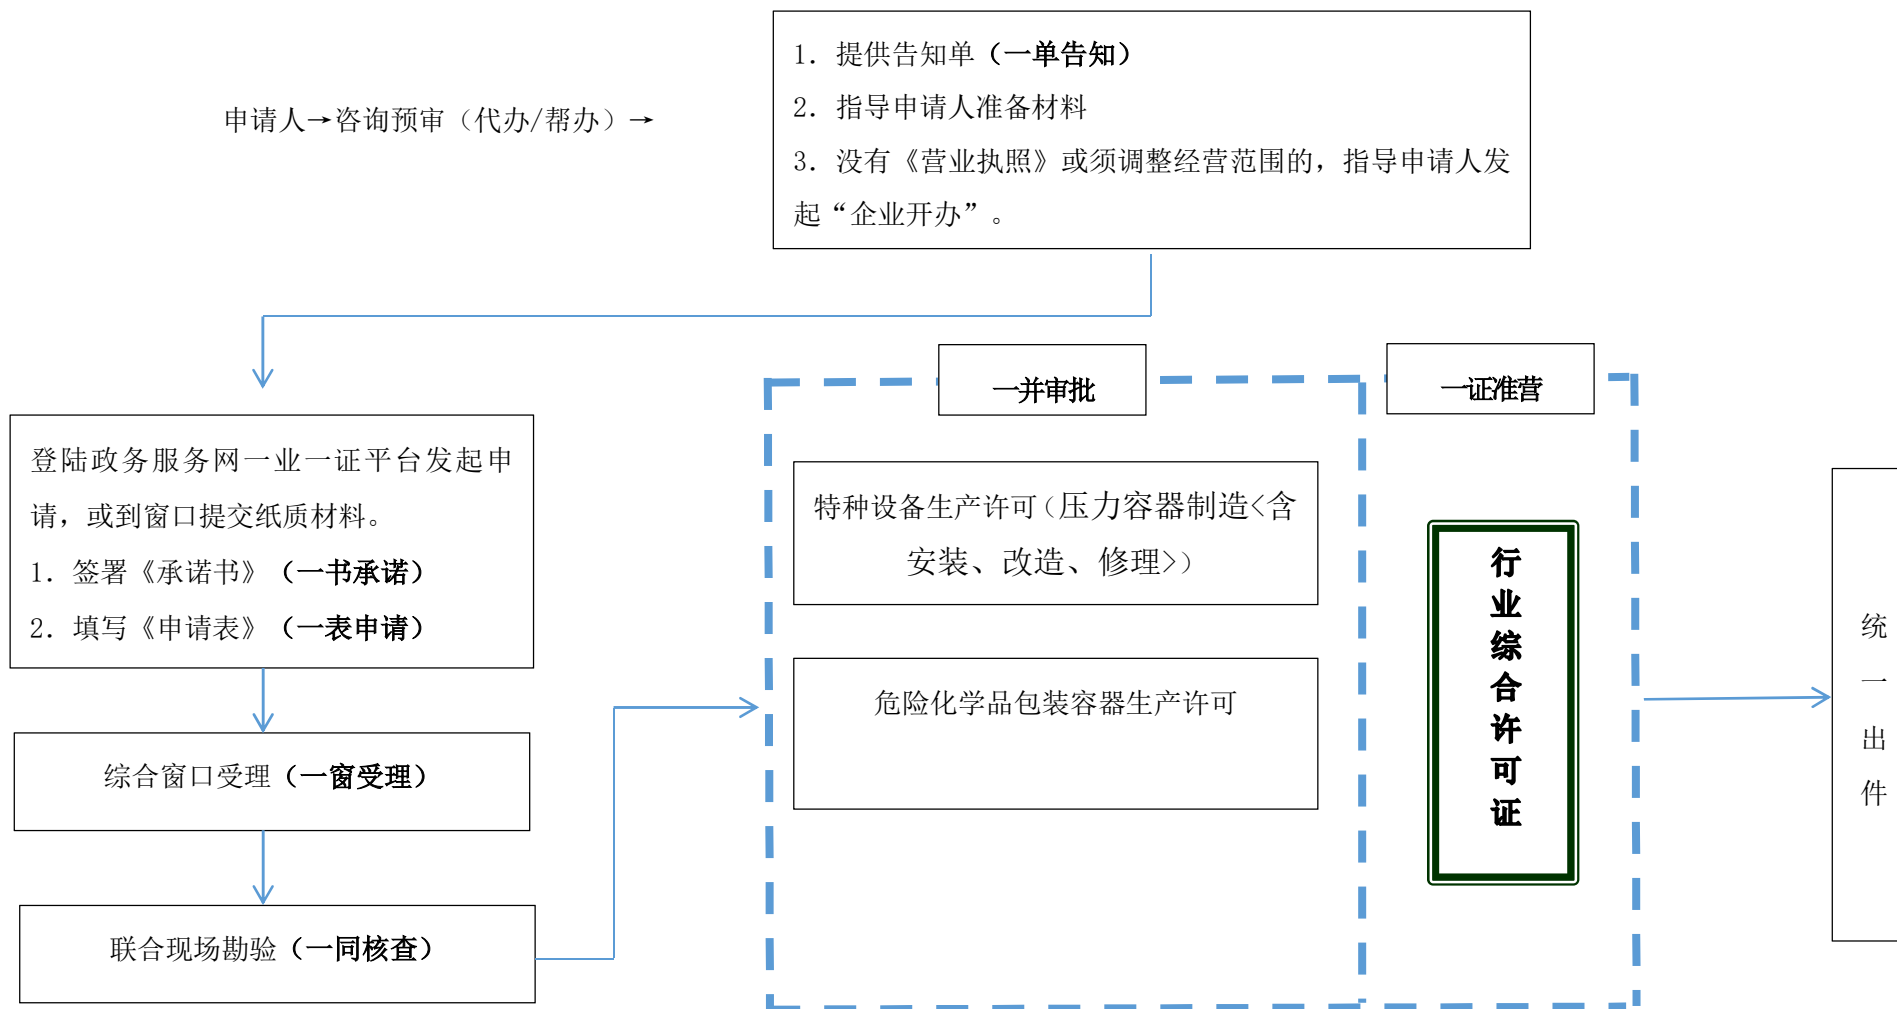 1. 提供告知单（一单告知）
申请人→咨询预审（代办/帮办）→
2. 指导申请人准备材料
3. 没有《营业执照》或须调整经营范围的，指导申请人发
起“企业开办”。
一并审批
一证准营
登陆政务服务网一业一证平台发起申
请，或到窗口提交纸质材料。
1. 签署《承诺书》（一书承诺）
2. 填写《申请表》（一表申请）
综合窗口受理（一窗受理）
联合现场勘验（一同核查）
特种设备生产许可（压力容器制造<含
安装、改造、修理>）
危险化学品包装容器生产许可
行业综合许可证
统一出件